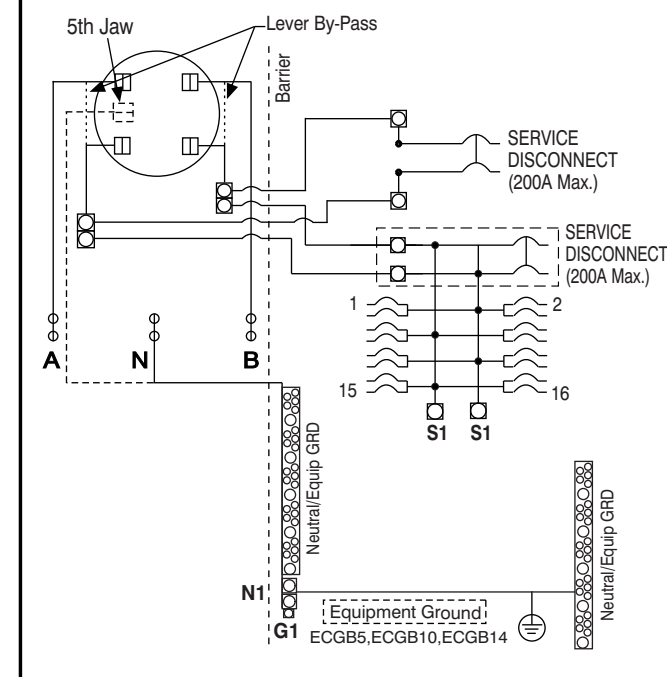 5th Jaw
Lever By-Pass
Barrier
SERVICE
DISCONNECT
(200A Max.)
SERVICE
DISCONNECT
(200A Max.)
1
2
15
16
A
N
B
S1
S1
Neutral/Equip GRD
Neutral/Equip GRD
N1
G1
Equipment Ground
ECGB5,ECGB10,ECGB14